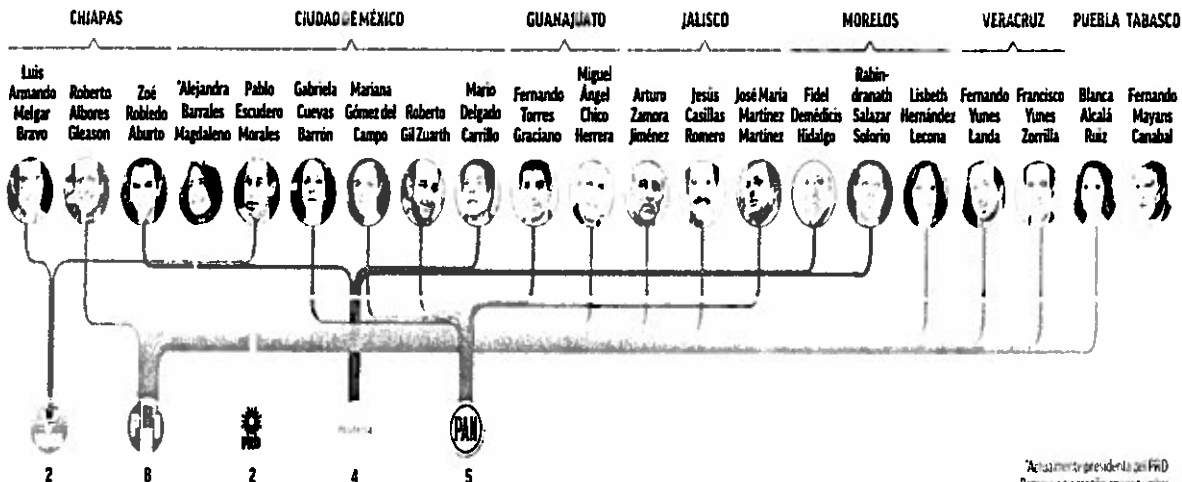 CHIAPAS
CIUDAD DE MÉXICO
GUANAJUATO
JALISCO
MORELOS
VERACRUZ
PUEBLA
TABASCO
Luis
Armando
Melgar
Bravo
Roberto
Albores
Gleason
Zoé
Robledo
Aburto
*Alejandra
Barrales
Magdaleno
Pablo
Escudero
Morales
Gabriela
Cuevas
Barrón
Mariana
Gómez del
Campo
Roberto
Gil Zuarth
Mario
Delgado
Carrillo
Fernando
Torres
Graciano
Miguel
Ángel
Chico
Herrera
Arturo
Zamora
Jiménez
Jesús
Casillas
Romero
José María
Martínez
Martínez
Fidel
Demédicis
Hidalgo
Rabin-
dranath
Salazar
Solorio
Lisbeth
Hernández
Lecona
Fernando
Yunes
Landa
Francisco
Yunes
Zorrilla
Blanca
Alcalá
Ruiz
Fernando
Mayans
Canabal
PRD
PAN
2
8
2
4
5
*Actualmente presidenta del PRD